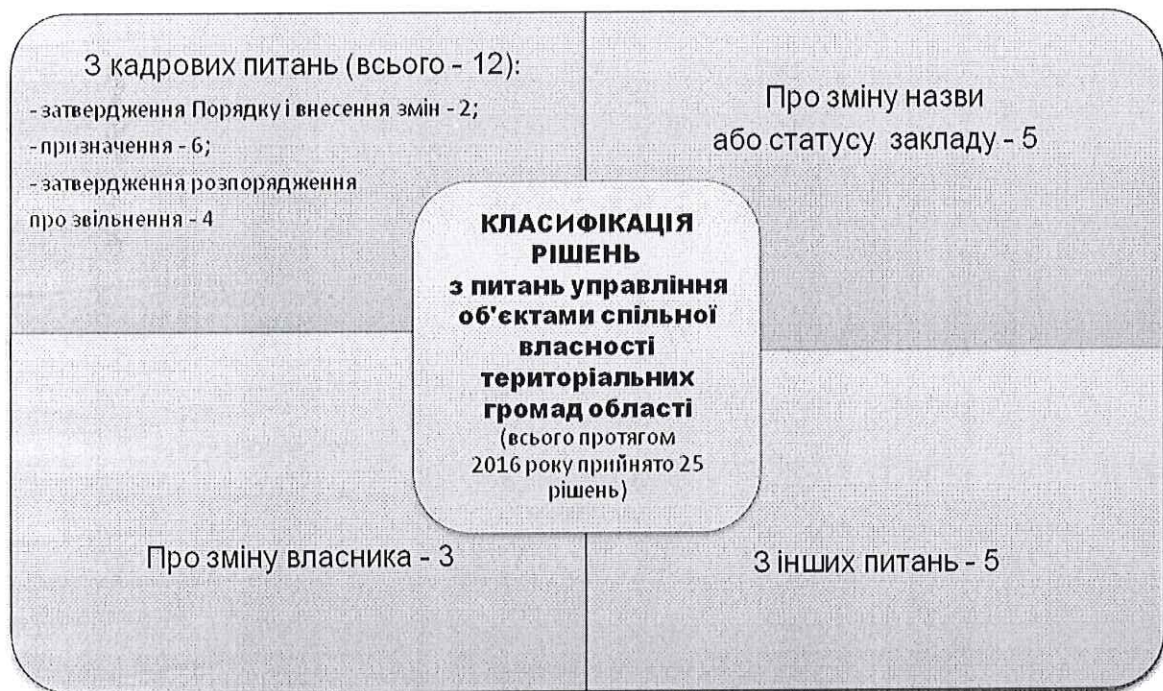 З кадрових питань (всього - 12):
- затвердження Порядку і внесення змін - 2;
- призначення - 6;
- затвердження розпорядження
про звільнення - 4
Про зміну назви
або статусу закладу - 5
КЛАСИФІКАЦІЯ
РІШЕНЬ
з питань управління
об'єктами спільної
власності
територіальних
громад області
(всього протягом
2016 року прийнято 25
рішень)
Про зміну власника - 3
З інших питань - 5